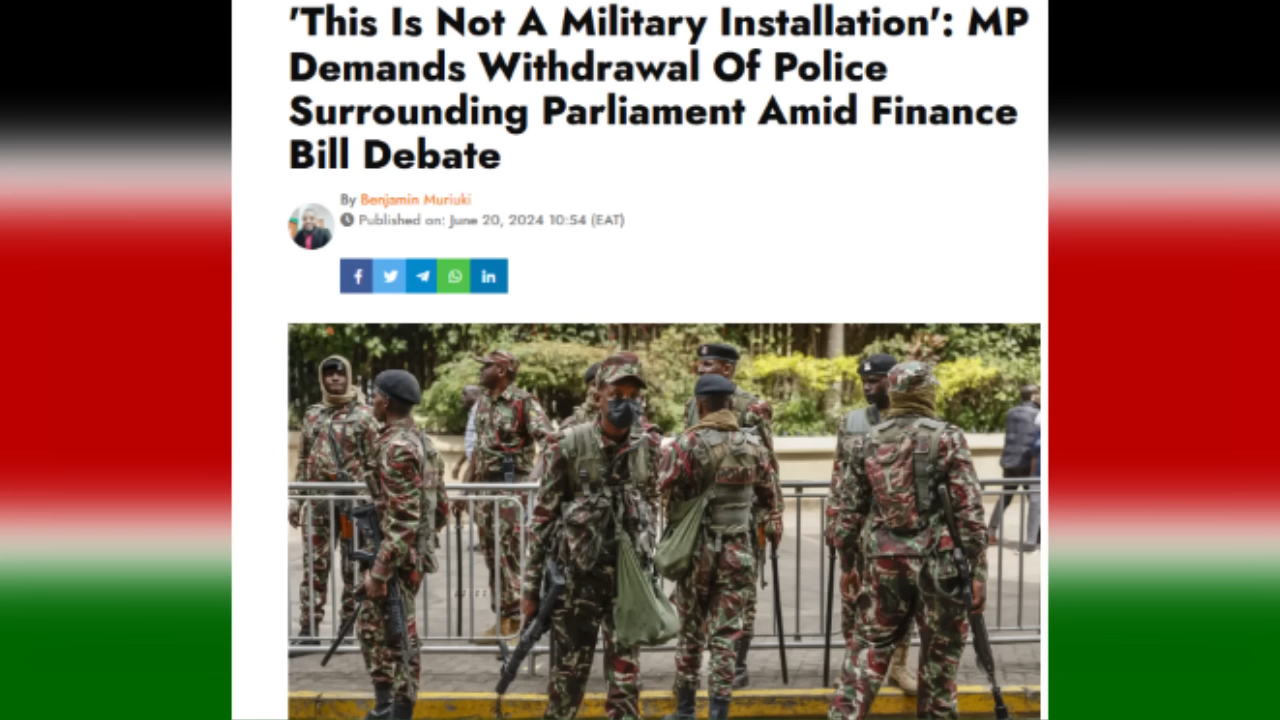 'This Is Not A Military Installation': MP
Demands Withdrawal Of Police
Surrounding Parliament Amid Finance
Bill Debate
By Benjamin Muriuki
Published on: June 20, 2024 10:54 (EAT)